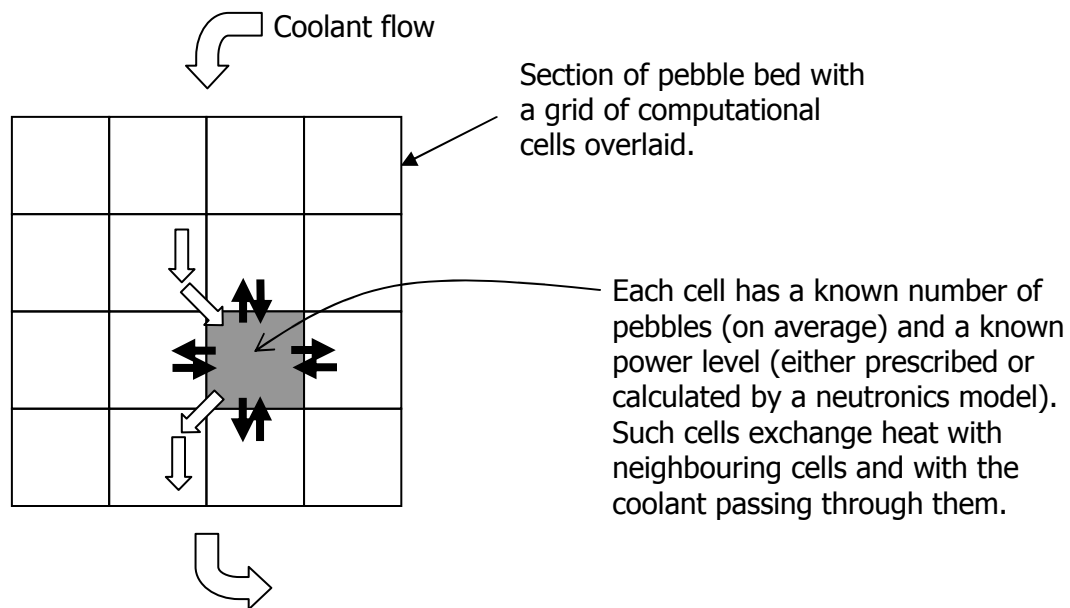 Coolant flow
Section of pebble bed with
a grid of computational
cells overlaid.
Each cell has a known number of
pebbles (on average) and a known
power level (either prescribed or
calculated by a neutronics model).
Such cells exchange heat with
neighbouring cells and with the
coolant passing through them.